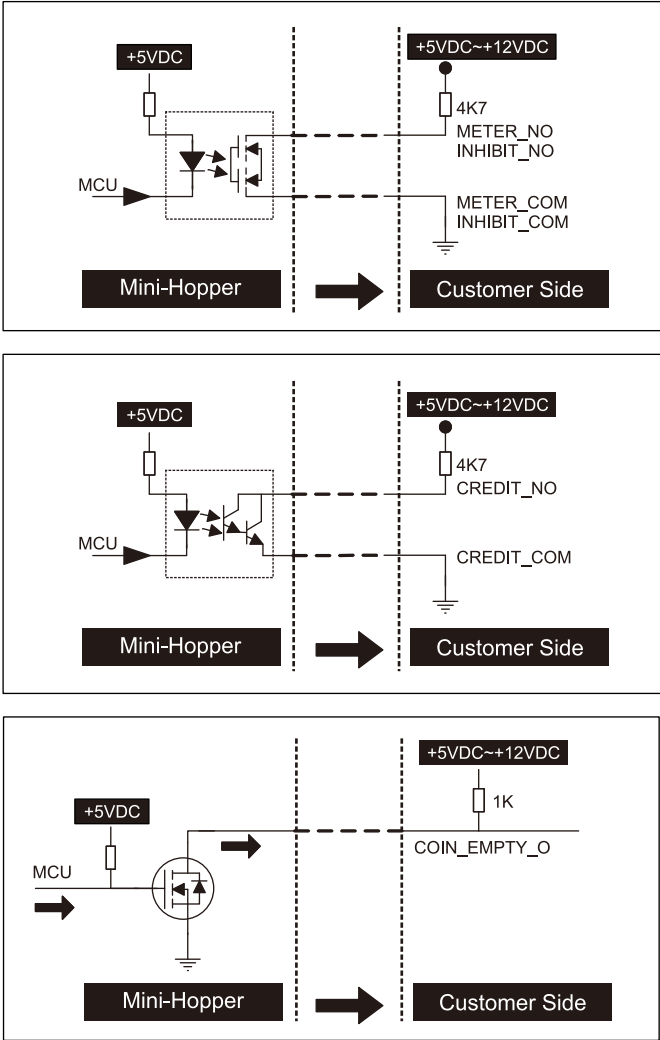 +5VDC
+5VDC~+12VDC
4K7
METER_NO
INHIBIT_NO
MCU
METER_COM
INHIBIT_COM
Mini-Hopper
Customer Side
+5VDC
+5VDC~+12VDC
4K7
CREDIT_NO
MCU
CREDIT_COM
Mini-Hopper
Customer Side
+5VDC~+12VDC
+5VDC
1K
COIN_EMPTY_O
MCU
Mini-Hopper
Customer Side